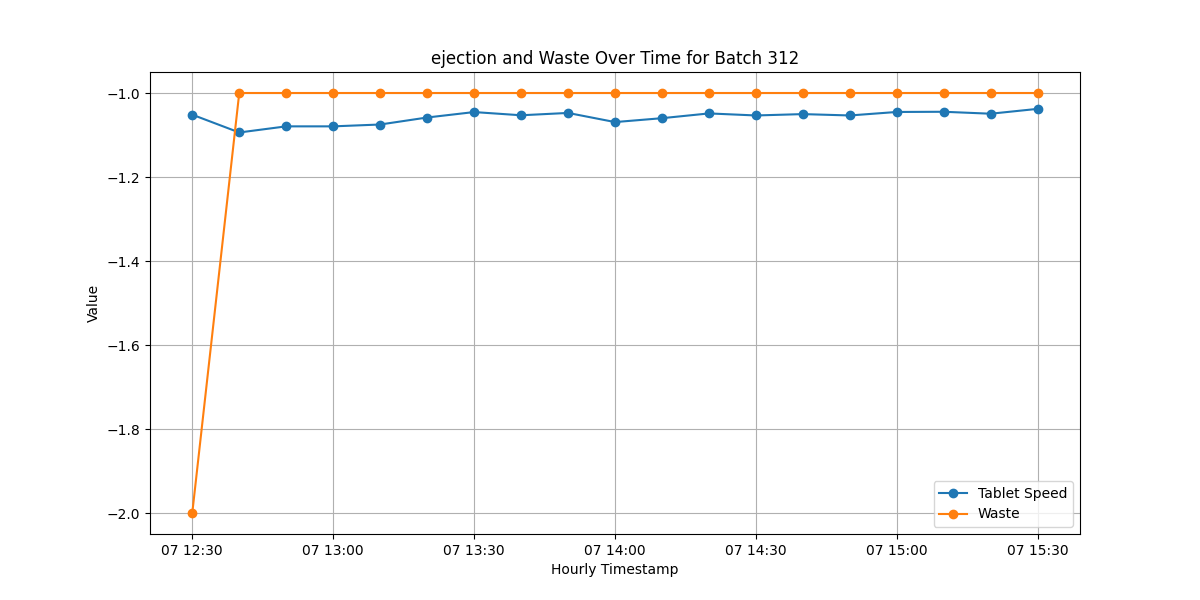 ejection and Waste Over Time for Batch 312
−1.0
−1.2
−1.4
−1.6
−1.8
−2.0
Value
Tablet Speed
Waste
07 12:30 07 13:00 07 13:30 07 14:00 07 14:30 07 15:00 07 15:30
Hourly Timestamp